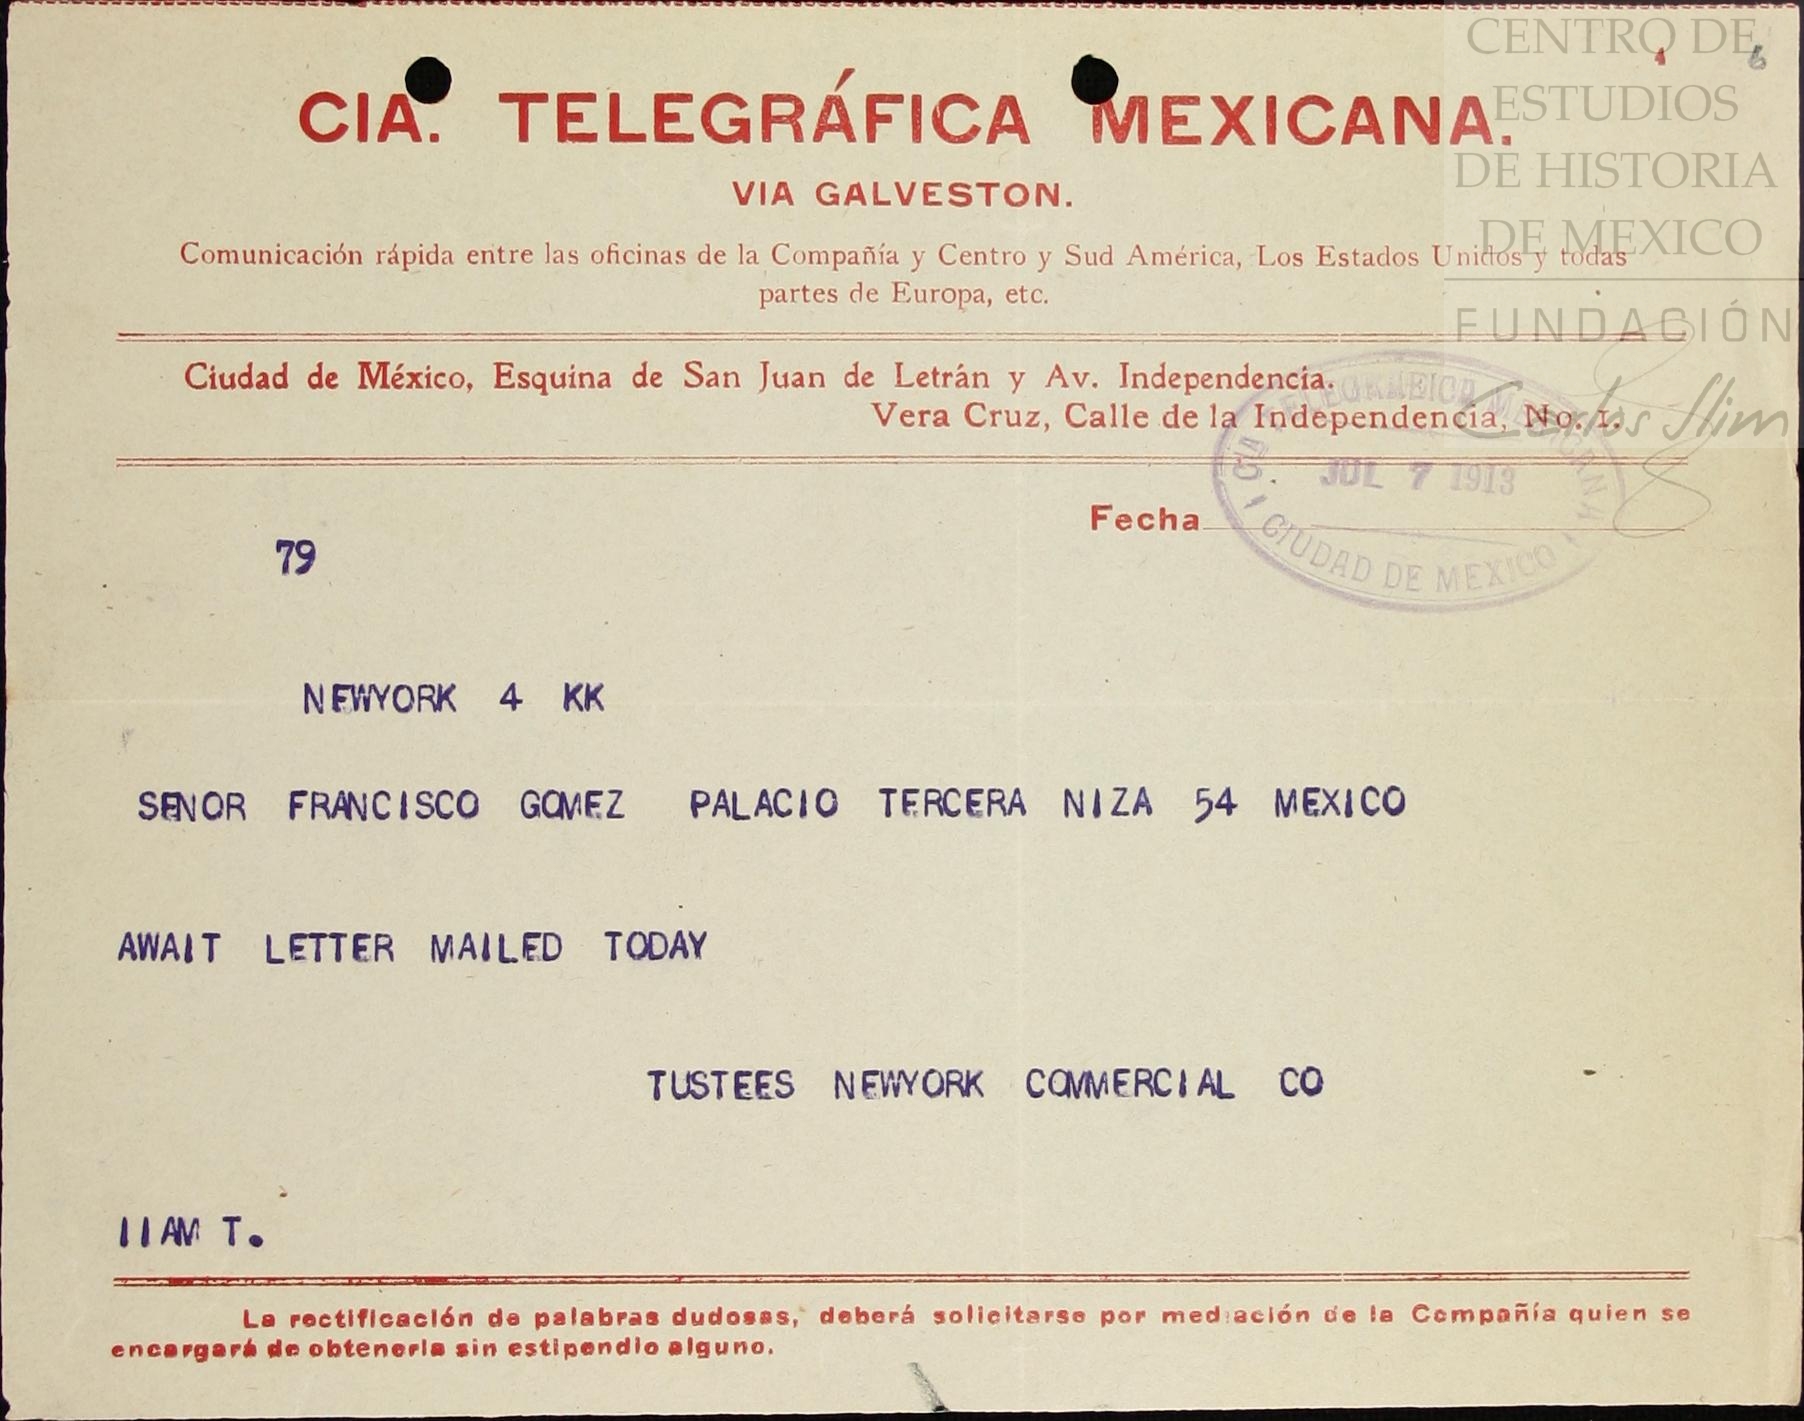 CIA. TELEGRÁFICA MEXICANA.
VIA GALVESTON.
Comunicación rápida entre las oficinas de la Compañía y Centro y Sud América, Los Estados Unidos y todas
partes de Europa, etc.
Ciudad de México, Esquina de San Juan de Letrán y Av. Independencia.
Vera Cruz, Calle de la Independencia, No. 1.
Fecha
CIA TELEGRAFICA MEXICANA
JUL 7 1913
CIUDAD DE MEXICO
79
NEWYORK 4 KK
SENOR FRANCISCO GOMEZ PALACIO TERCERA NIZA 54 MEXICO
AWAIT LETTER MAILED TODAY
TUSTEES NEWYORK COMMERCIAL CO
11AM T.
La rectificación de palabras dudosas, deberá solicitarse por mediación de la Compañía quien se
encargará de obtenerla sin estipendio alguno.
CENTRO DE
ESTUDIOS
DE HISTORIA
DE MEXICO
FUNDACIÓN
Carlos Slim